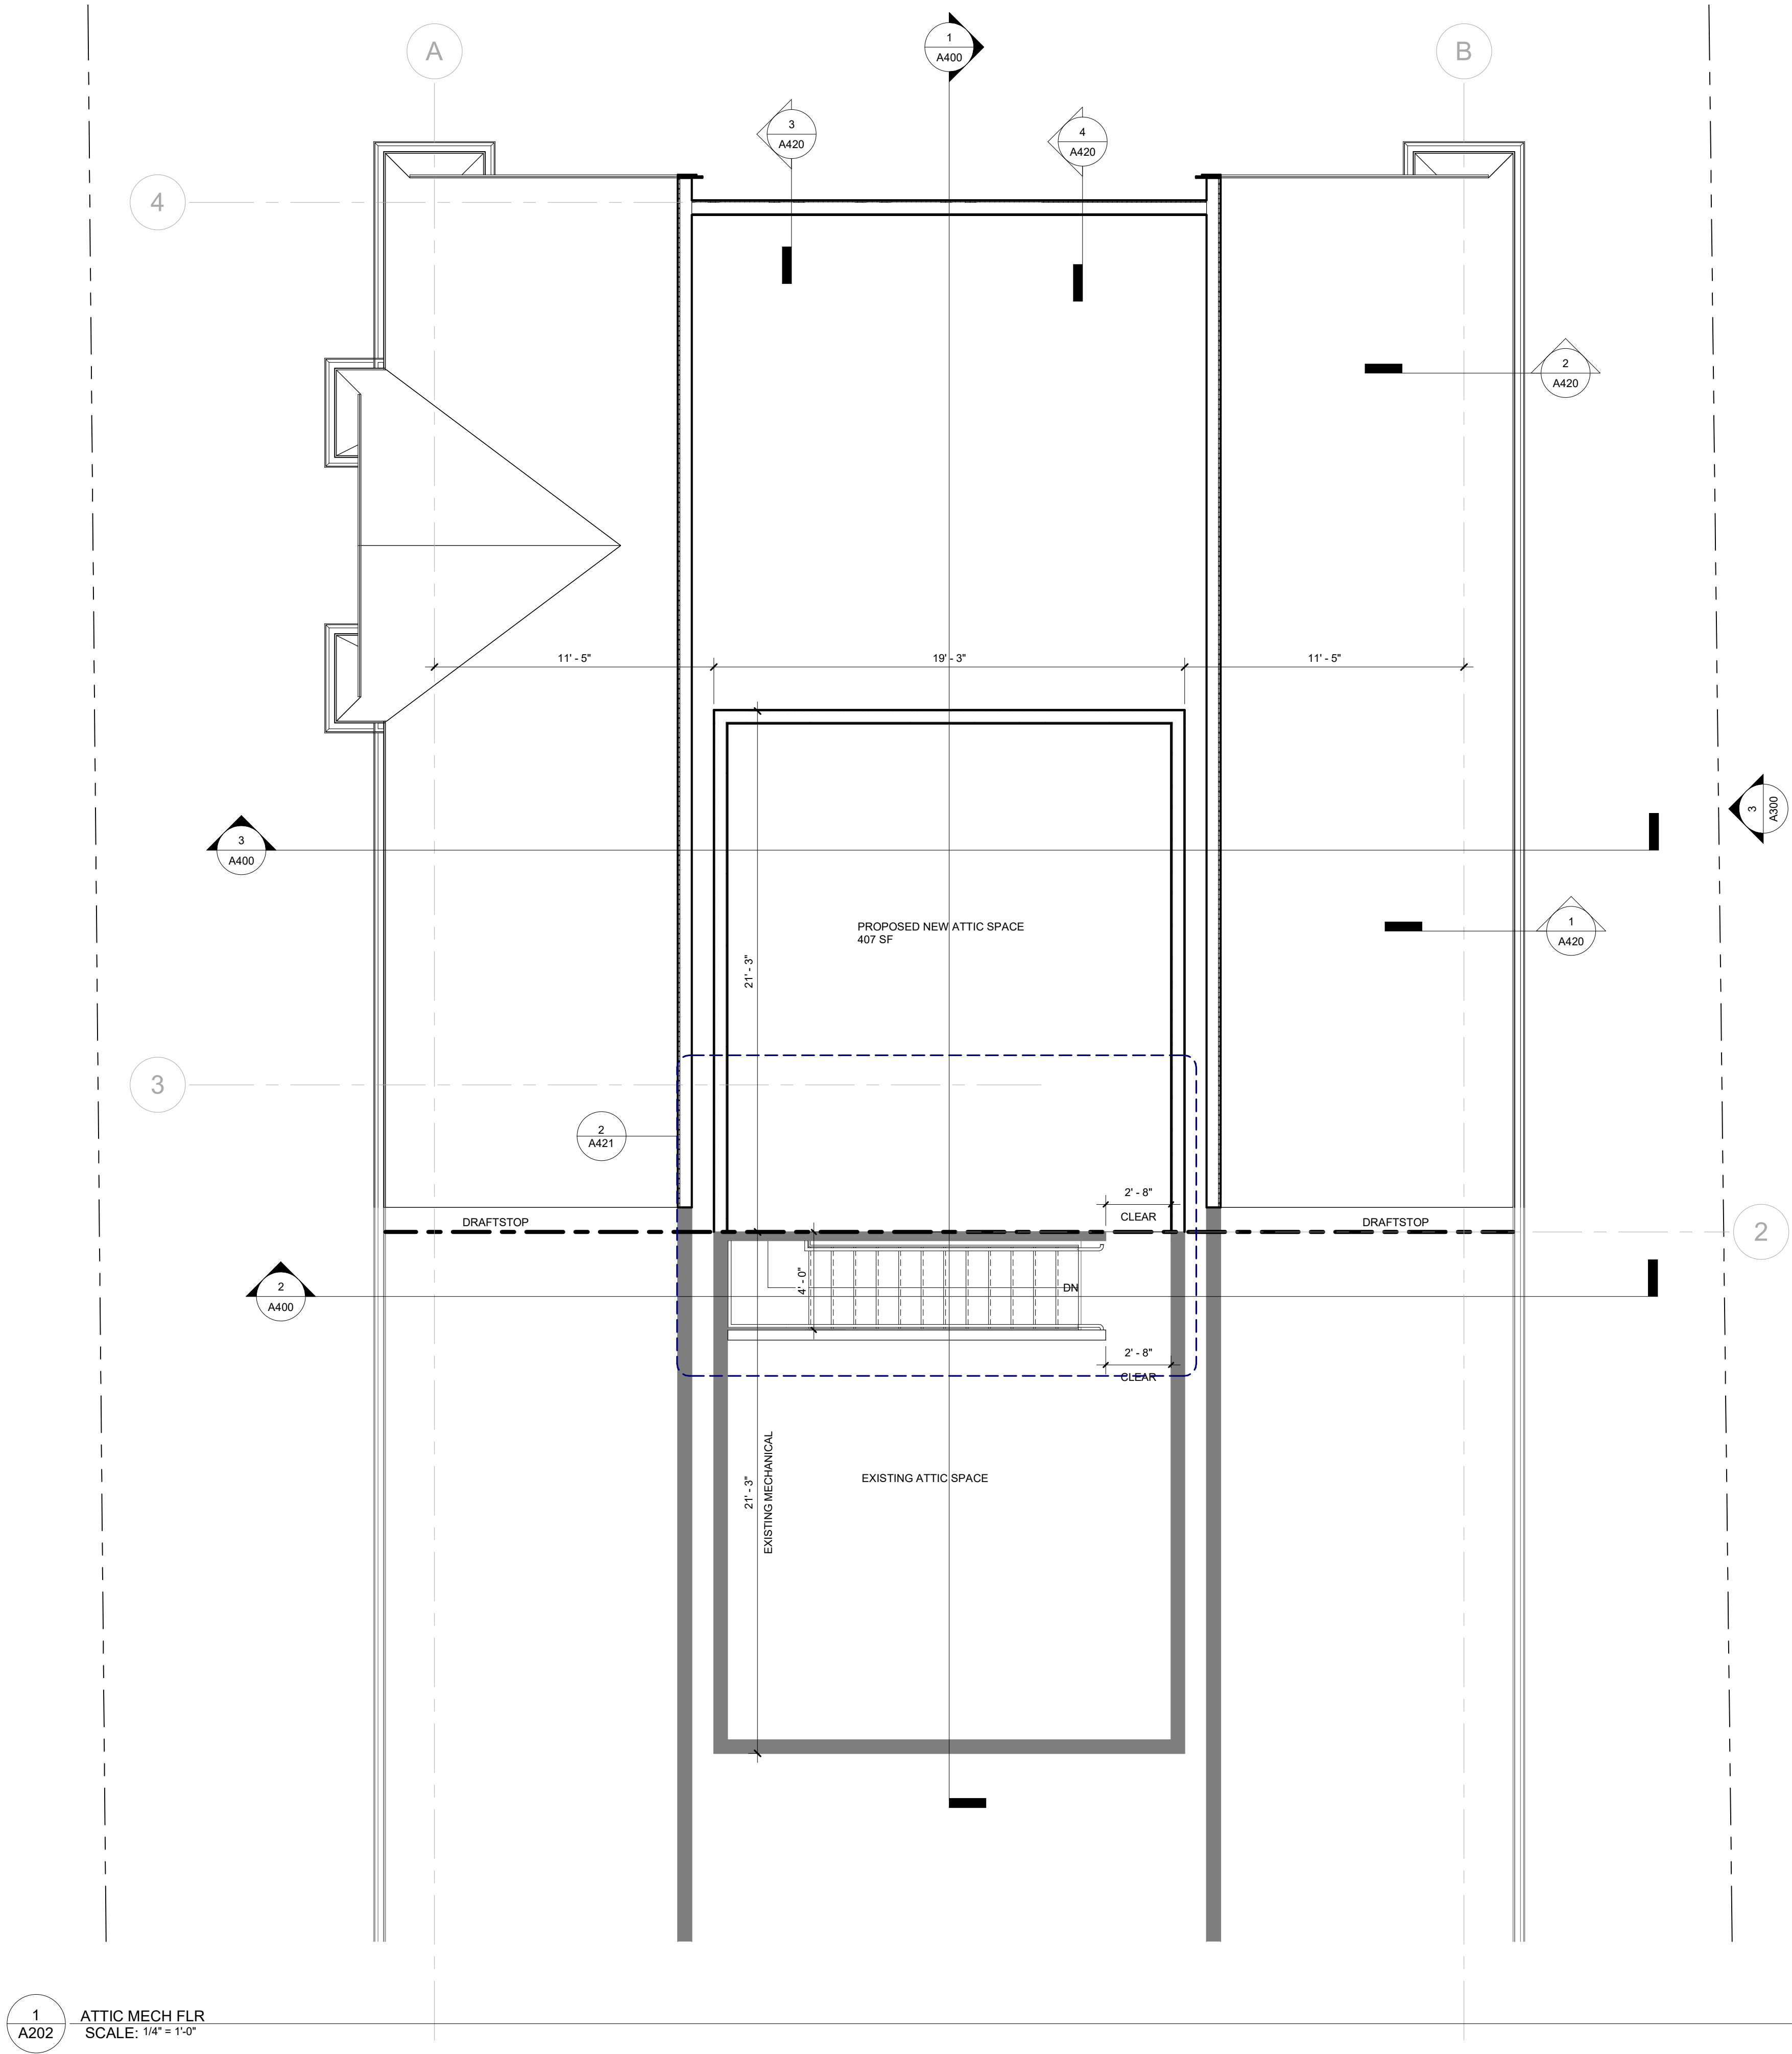 A
1
A400
B
3
A420
4
A420
4
2
A420
11' - 5"
19' - 3"
11' - 5"
3
A400
3
A300
PROPOSED NEW ATTIC SPACE
407 SF
1
A420
21' - 3"
3
2
A421
2' - 8"
CLEAR
DRAFTSTOP
DRAFTSTOP
2
4' - 0"
DN
2
A400
2' - 8"
CLEAR
EXISTING ATTIC SPACE
21' - 3"
EXISTING MECHANICAL
1
A202
ATTIC MECH FLR
SCALE: 1/4" = 1'-0"